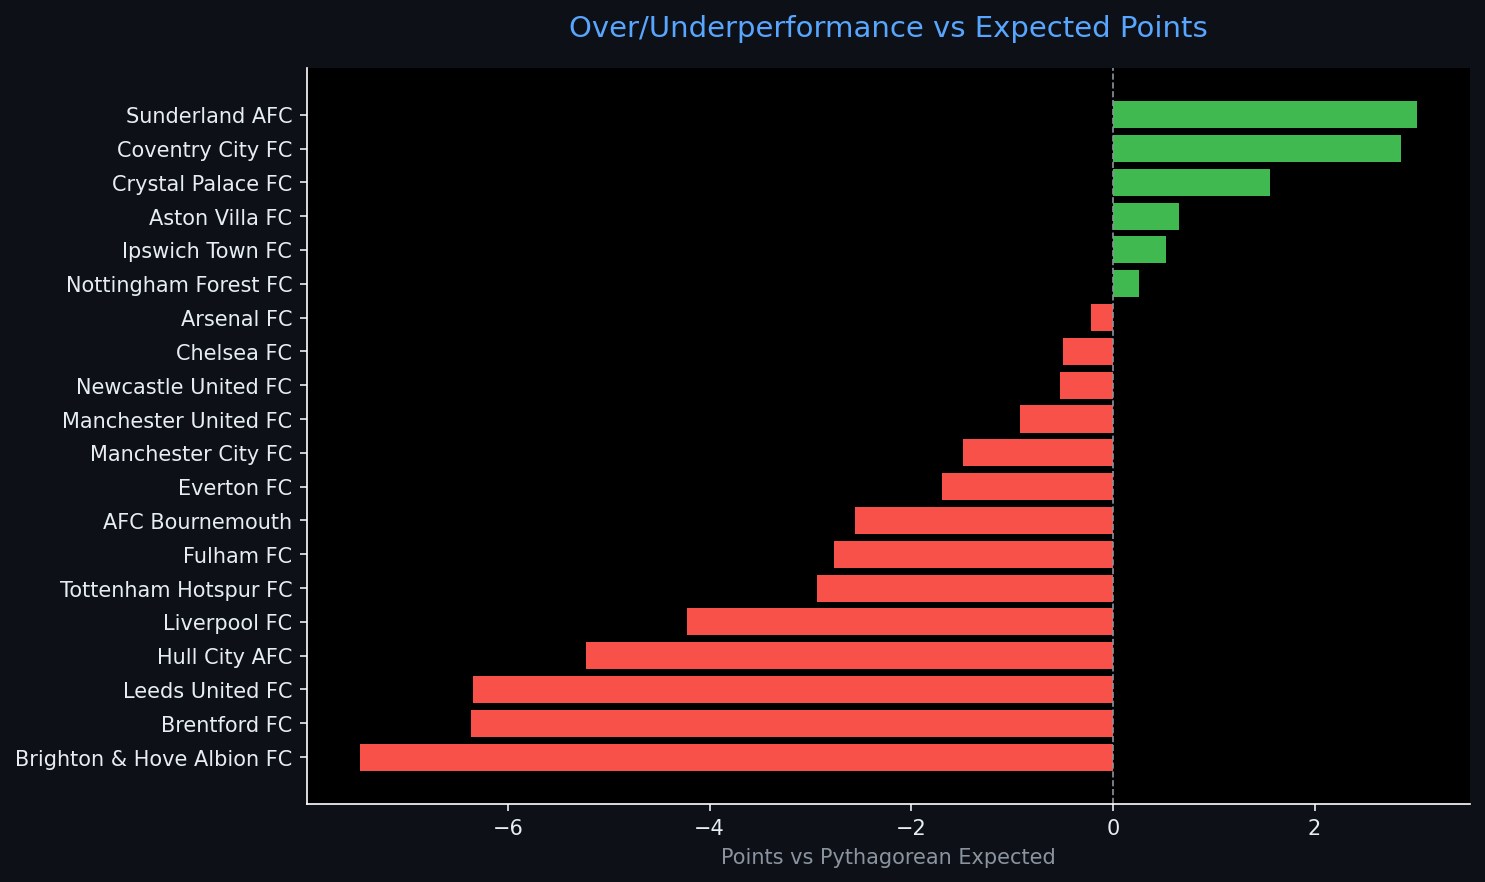 Over/Underperformance vs Expected Points
Sunderland AFC
Coventry City FC
Crystal Palace FC
Aston Villa FC
Ipswich Town FC
Nottingham Forest FC
Arsenal FC
Chelsea FC
Newcastle United FC
Manchester United FC
Manchester City FC
Everton FC
AFC Bournemouth
Fulham FC
Tottenham Hotspur FC
Liverpool FC
Hull City AFC
Leeds United FC
Brentford FC
Brighton & Hove Albion FC
−6 −4 −2 0 2
Points vs Pythagorean Expected